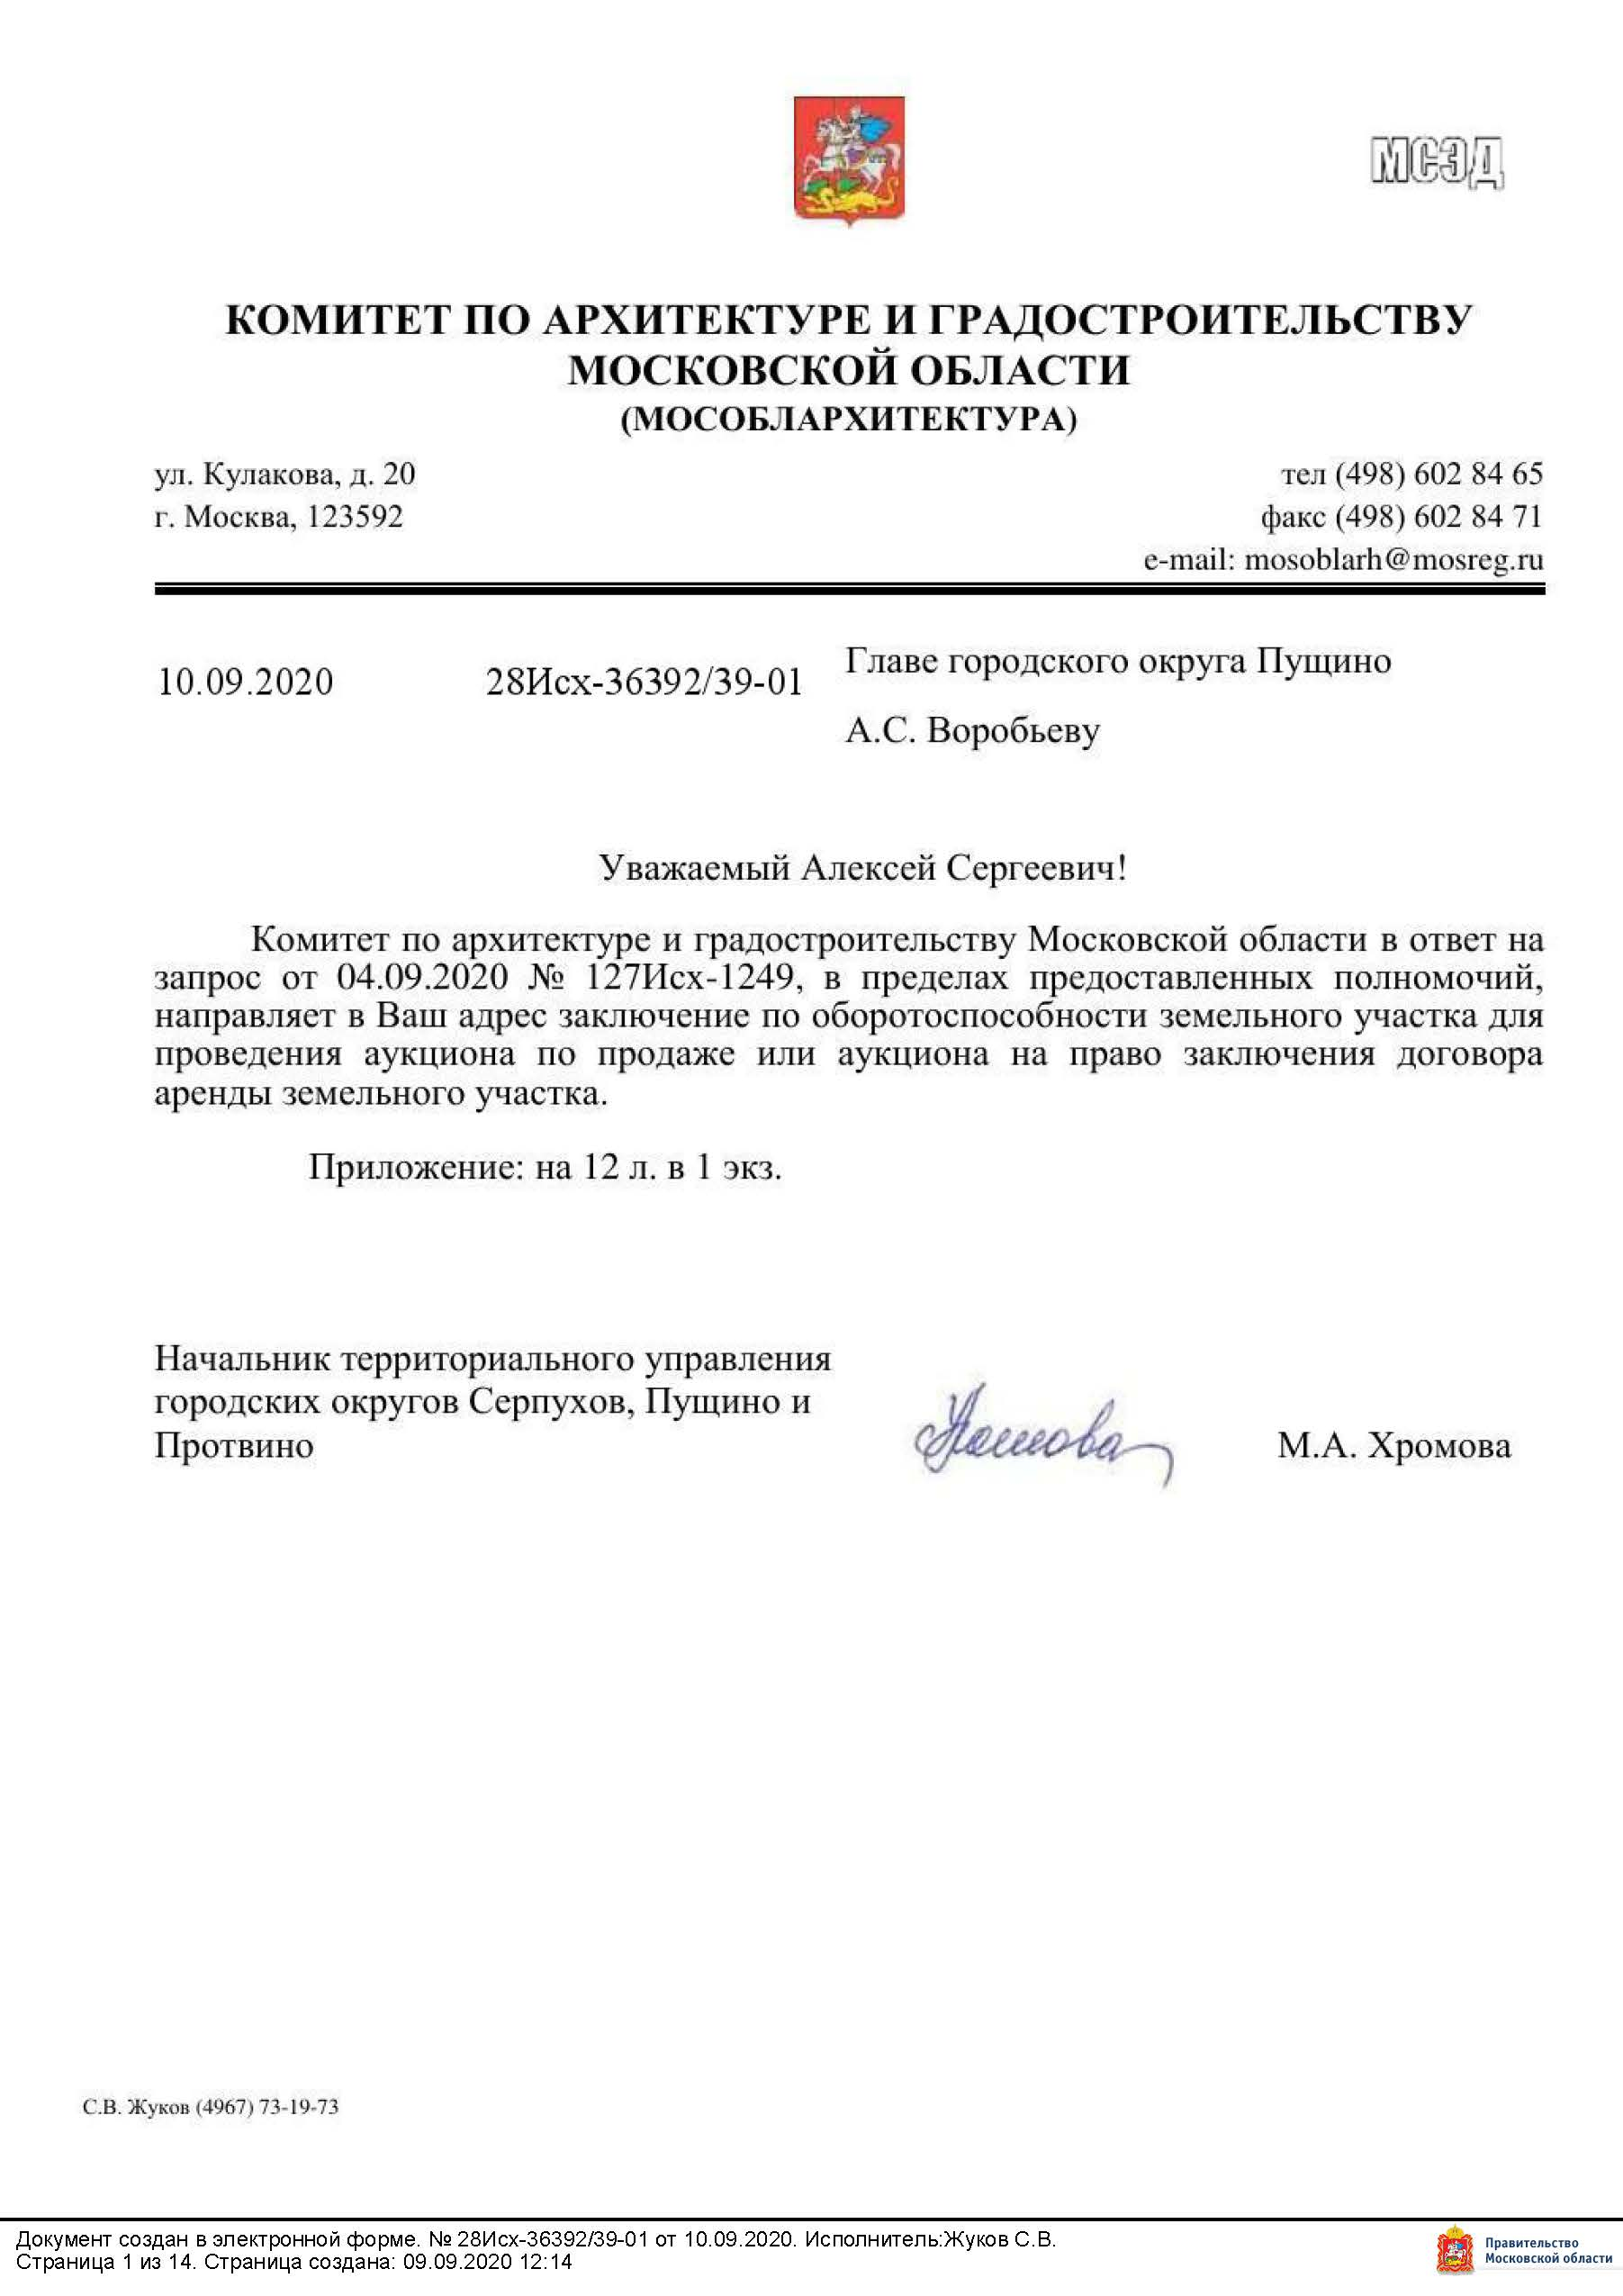 МСЭД
КОМИТЕТ ПО АРХИТЕКТУРЕ И ГРАДОСТРОИТЕЛЬСТВУ
МОСКОВСКОЙ ОБЛАСТИ
(МОСОБЛАРХИТЕКТУРА)
ул. Кулакова, д. 20
г. Москва, 123592
тел (498) 602 84 65
факс (498) 602 84 71
e-mail: mosoblarh@mosreg.ru
10.09.2020 28Исх-36392/39-01
Главе городского округа Пущино
А.С. Воробьеву
Уважаемый Алексей Сергеевич!
Комитет по архитектуре и градостроительству Московской области в ответ на
запрос от 04.09.2020 № 127Исх-1249, в пределах предоставленных полномочий,
направляет в Ваш адрес заключение по оборотоспособности земельного участка для
проведения аукциона по продаже или аукциона на право заключения договора
аренды земельного участка.
Приложение: на 12 л. в 1 экз.
Начальник территориального управления
городских округов Серпухов, Пущино и
Протвино
М.А. Хромова
С.В. Жуков (4967) 73-19-73
Документ создан в электронной форме. № 28Исх-36392/39-01 от 10.09.2020. Исполнитель:Жуков С.В.
Страница 1 из 14. Страница создана: 09.09.2020 12:14
Правительство
Московской области